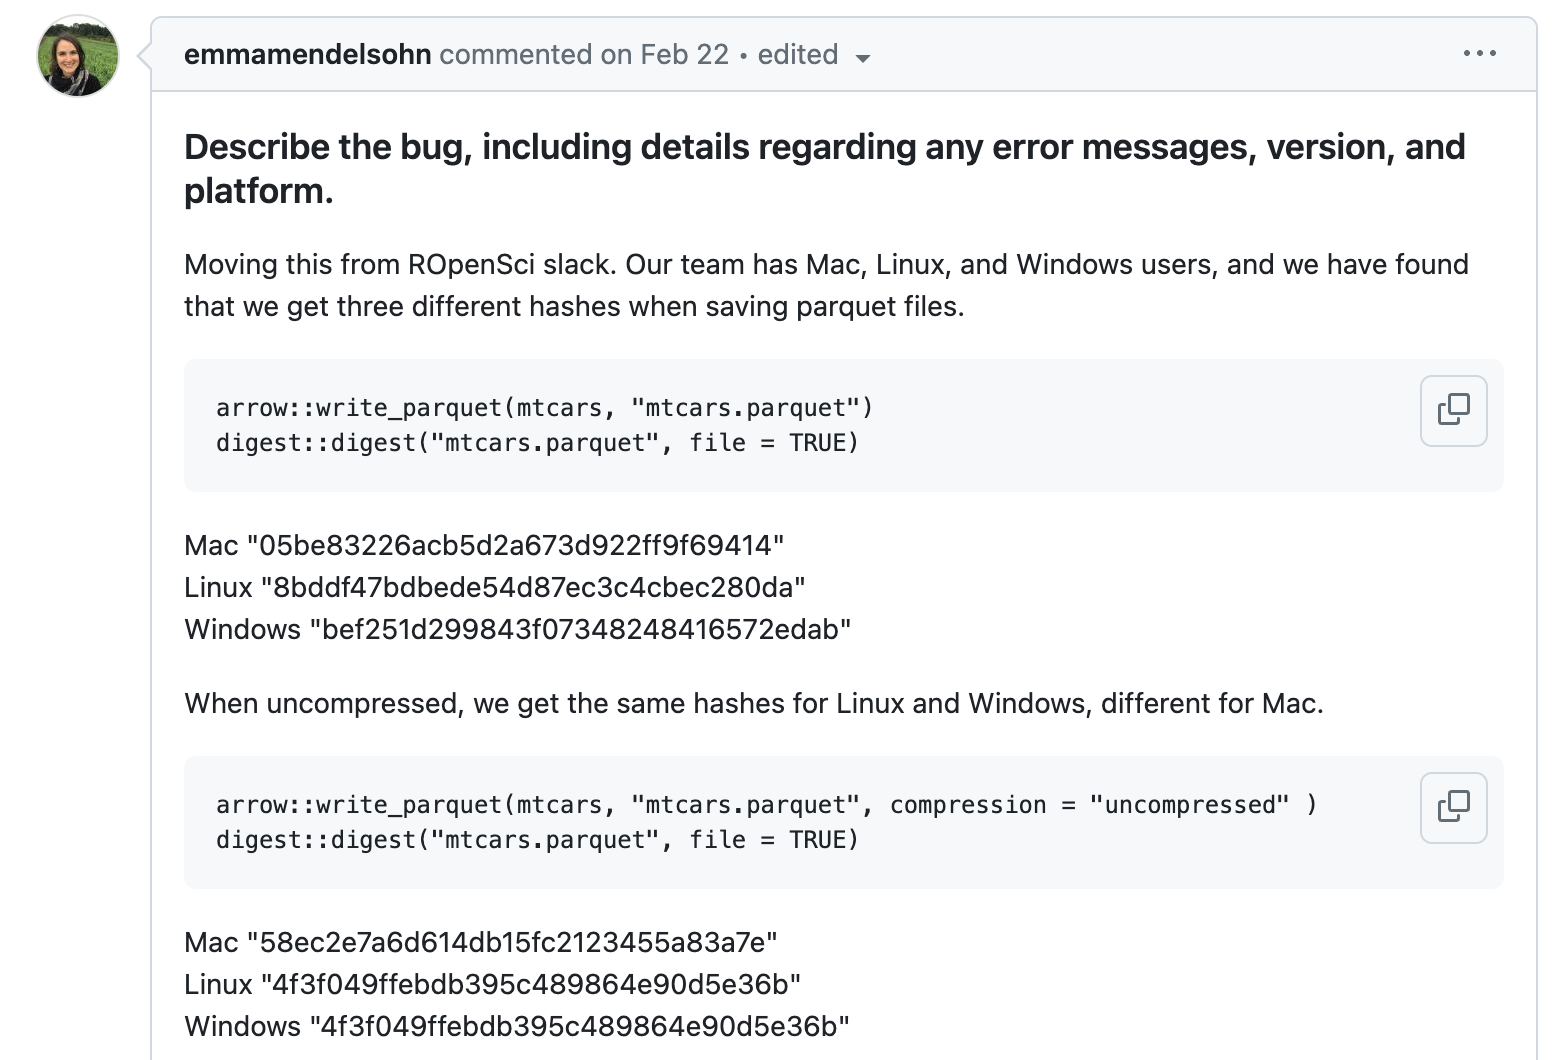 emmamendelsohn commented on Feb 22 • edited
Describe the bug, including details regarding any error messages, version, and
platform.
Moving this from ROpenSci slack. Our team has Mac, Linux, and Windows users, and we have found
that we get three different hashes when saving parquet files.
arrow::write_parquet(mtcars, "mtcars.parquet")
digest::digest("mtcars.parquet", file = TRUE)
Mac "05be83226acb5d2a673d922ff9f69414"
Linux "8bddf47bdbede54d87ec3c4cbec280da"
Windows "bef251d299843f07348248416572edab"
When uncompressed, we get the same hashes for Linux and Windows, different for Mac.
arrow::write_parquet(mtcars, "mtcars.parquet", compression = "uncompressed" )
digest::digest("mtcars.parquet", file = TRUE)
Mac "58ec2e7a6d614db15fc2123455a83a7e"
Linux "4f3f049ffebdb395c489864e90d5e36b"
Windows "4f3f049ffebdb395c489864e90d5e36b"